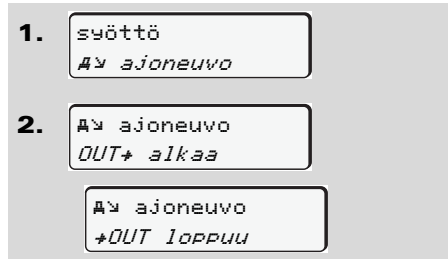 1. syöttö
ajoneuvo
2. ajoneuvo
OUT→ alkaa
ajoneuvo
→OUT loppuu